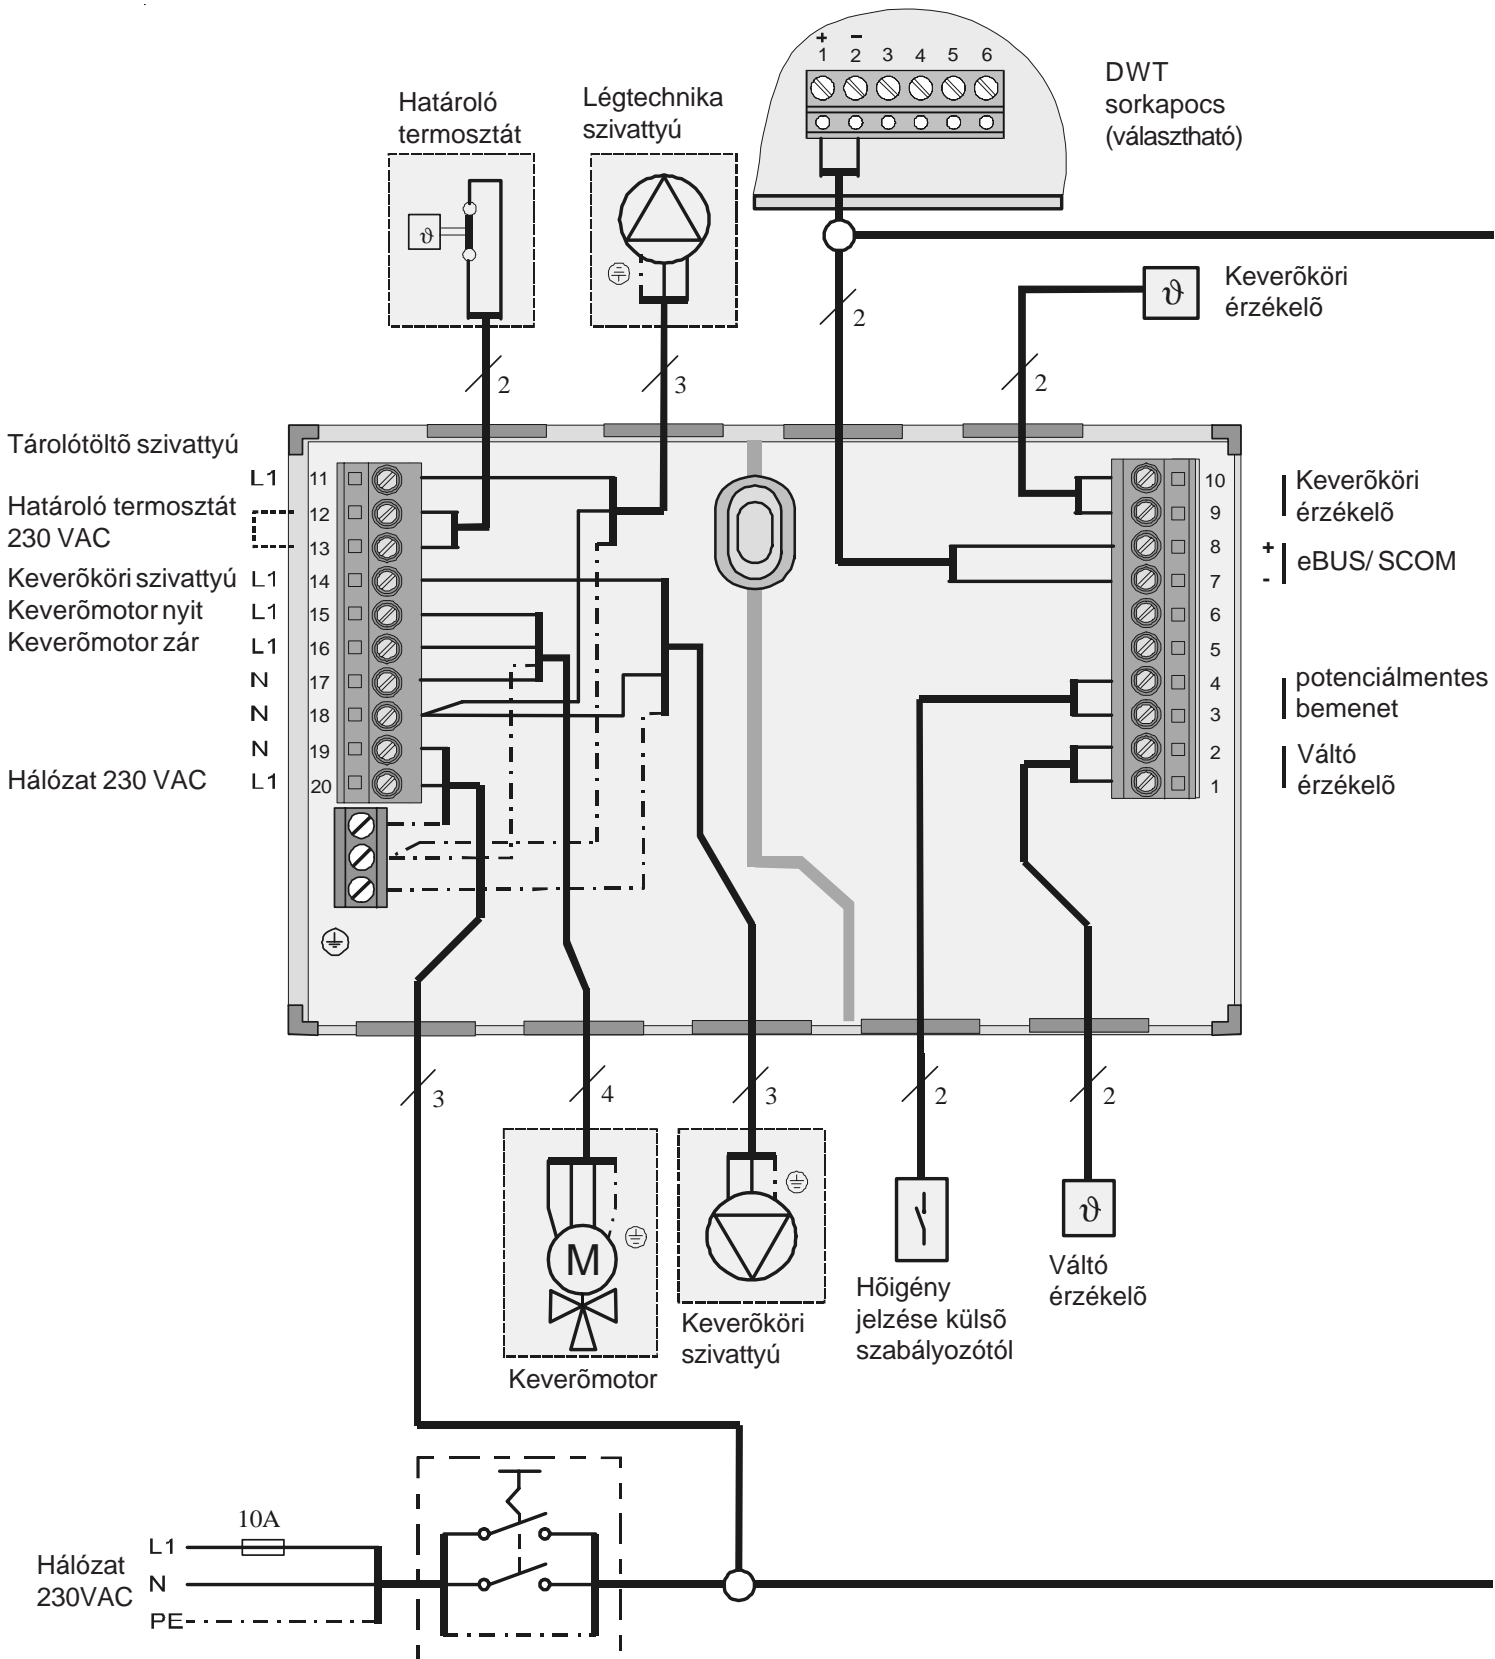 + −
1 2 3 4 5 6
DWT
sorkapocs
(választható)
Határoló
termosztát
Légtechnika
szivattyú
ϑ
Keverõköri
érzékelõ
ϑ
2
3
2
2
Tárolótöltõ szivattyú
L1 11
Határoló termosztát
230 VAC
12
13
Keverõköri szivattyú L1 14
Keverõmotor nyit L1 15
Keverõmotor zár L1 16
N 17
N 18
N 19
Hálózat 230 VAC L1 20
10
9
Keverõköri
érzékelõ
8 +
7 -
eBUS/ SCOM
6
5
4
3
potenciálmentes
bemenet
2
1
Váltó
érzékelõ
3
4
3
2
2
M
Keverõmotor
Keverõköri
szivattyú
Hõigény
jelzése külsõ
szabályozótól
ϑ
Váltó
érzékelõ
10A
Hálózat
230VAC
L1
N
PE